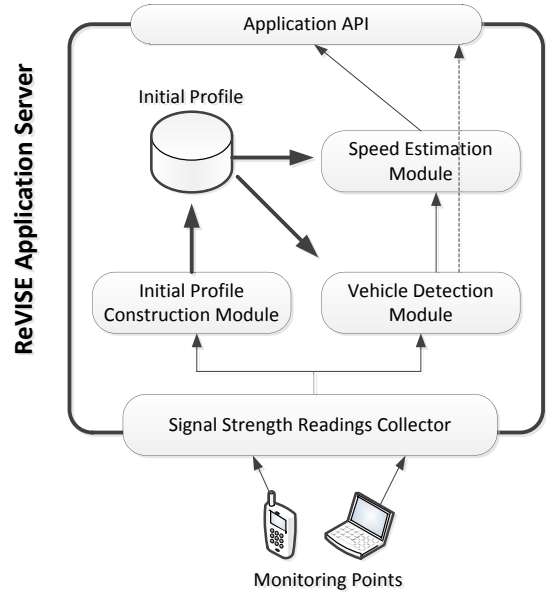 Application API
ReVISE Application Server
Initial Profile
Speed Estimation
Module
Initial Profile
Construction Module
Vehicle Detection
Module
Signal Strength Readings Collector
Monitoring Points